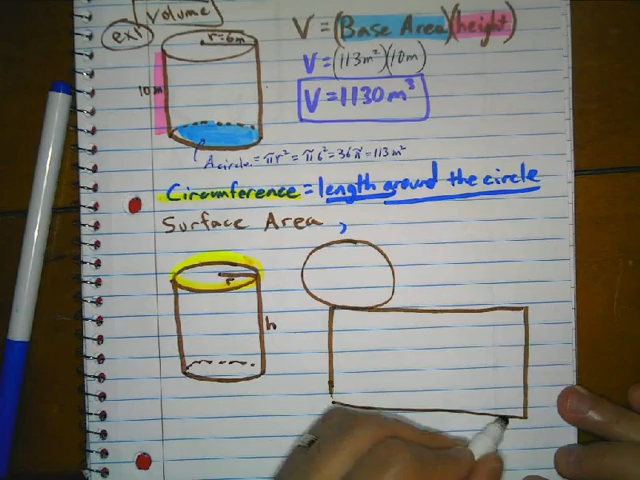 Volume
ex1
r=6m
10m
V = (Base Area)(height)
V = (113m²)(10m)
V = 1130 m³
A circle = πr² = π6² = 36π = 113 m²
Circumference = length around the circle
Surface Area,
r
h